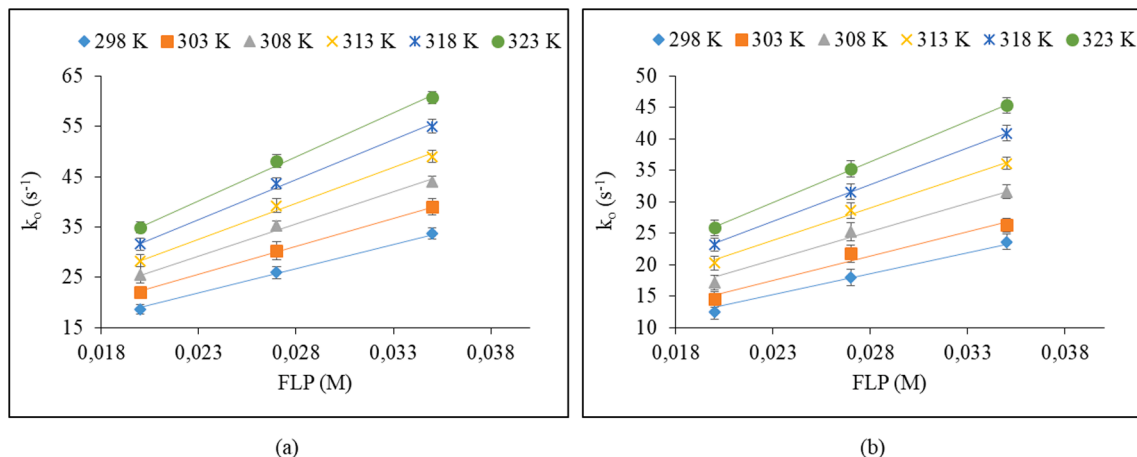 298 K 303 K 308 K 313 K 318 K 323 K
65
55
45
35
25
15
kₒ (s⁻¹)
0,018 0,023 0,028 0,033 0,038
FLP (M)
(a)
298 K 303 K 308 K 313 K 318 K 323 K
50
45
40
35
30
25
20
15
10
kₒ (s⁻¹)
0,018 0,023 0,028 0,033 0,038
FLP (M)
(b)